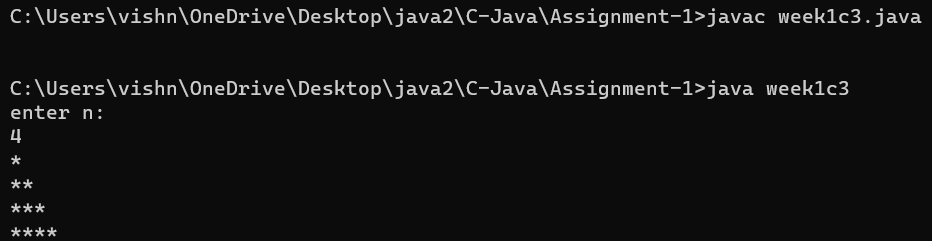 C:\Users\vishn\OneDrive\Desktop\java2\C-Java\Assignment-1>javac week1c3.java
C:\Users\vishn\OneDrive\Desktop\java2\C-Java\Assignment-1>java week1c3
enter n:
4
*
**
***
****